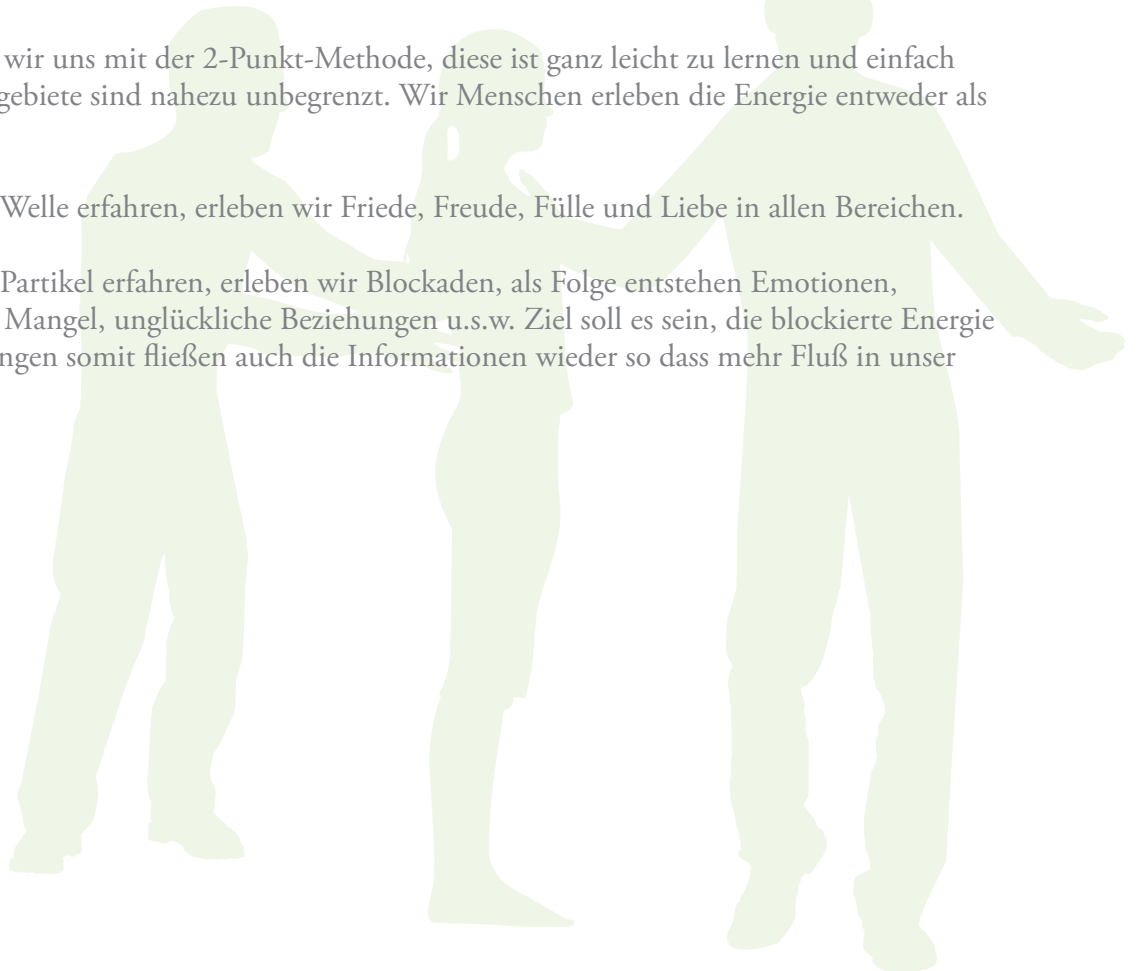 wir uns mit der 2-Punkt-Methode, diese ist ganz leicht zu lernen und einfach
gebiete sind nahezu unbegrenzt. Wir Menschen erleben die Energie entweder als
Welle erfahren, erleben wir Friede, Freude, Fülle und Liebe in allen Bereichen.
Partikel erfahren, erleben wir Blockaden, als Folge entstehen Emotionen,
Mangel, unglückliche Beziehungen u.s.w. Ziel soll es sein, die blockierte Energie
ngen somit fließen auch die Informationen wieder so dass mehr Fluß in unser